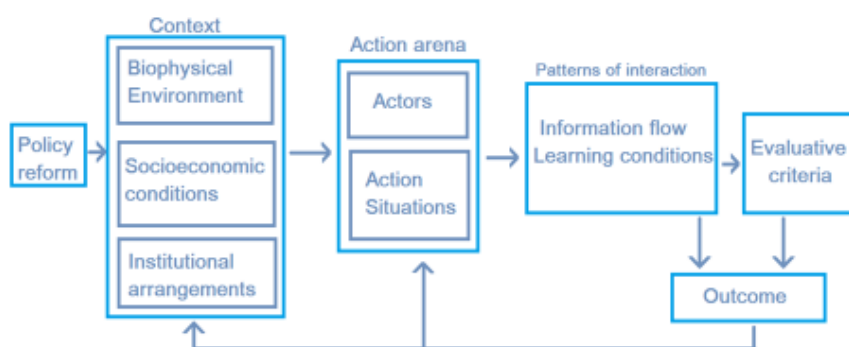 Context
Biophysical
Environment
Policy
reform
Socioeconomic
conditions
Institutional
arrangements
Action arena
Actors
Action
Situations
Patterns of interaction
Information flow
Learning conditions
Evaluative
criteria
Outcome